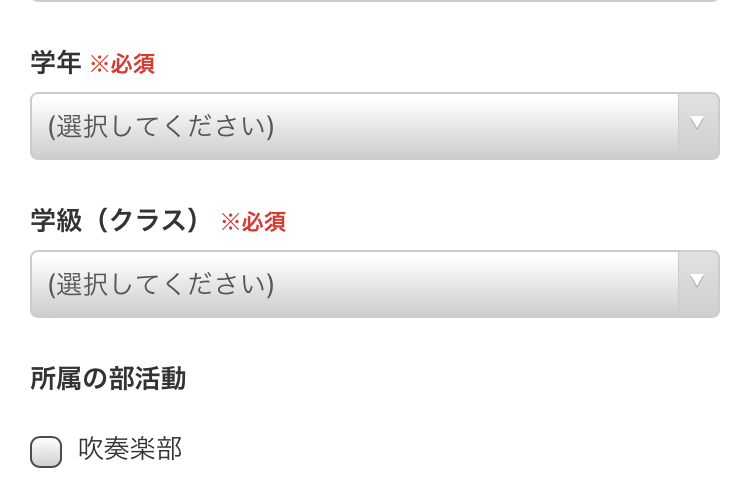 学年 ※必須
(選択してください)
学級（クラス） ※必須
(選択してください)
所属の部活動
吹奏楽部